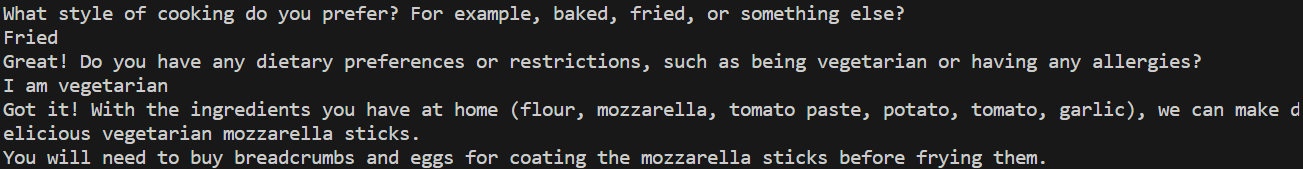 What style of cooking do you prefer? For example, baked, fried, or something else?
Fried
Great! Do you have any dietary preferences or restrictions, such as being vegetarian or having any allergies?
I am vegetarian
Got it! With the ingredients you have at home (flour, mozzarella, tomato paste, potato, tomato, garlic), we can make d
elicious vegetarian mozzarella sticks.
You will need to buy breadcrumbs and eggs for coating the mozzarella sticks before frying them.